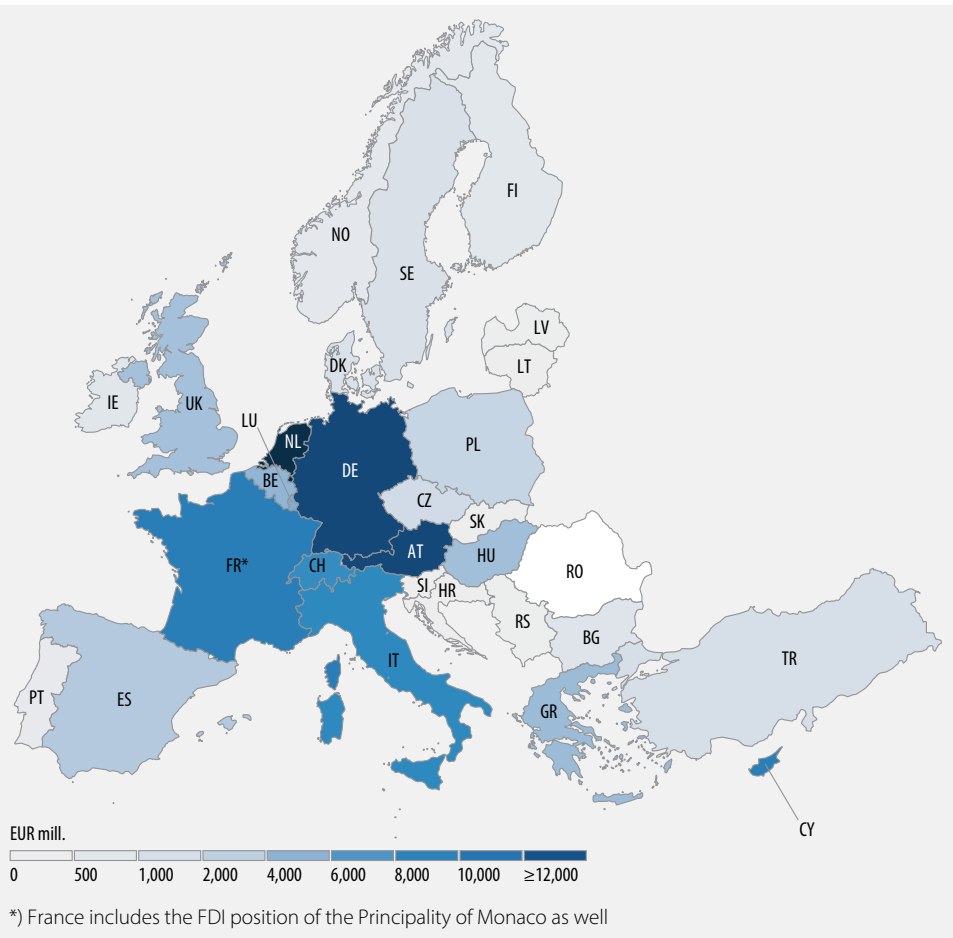 FI
NO
SE
LV
LT
DK
IE
UK
LU
NL
BE
DE
PL
CZ
SK
FR*
CH
AT
HU
RO
SI
HR
RS
BG
IT
TR
PT
ES
GR
CY
EUR mill.
0 500 1,000 2,000 4,000 6,000 8,000 10,000 ≥12,000
*) France includes the FDI position of the Principality of Monaco as well